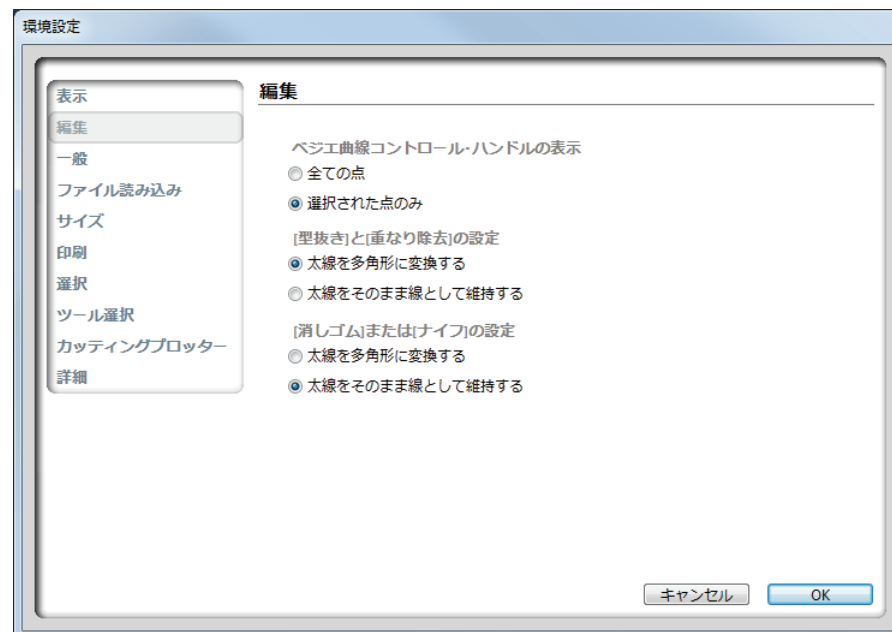 環境設定
表示
編集
一般
ファイル読み込み
サイズ
印刷
選択
ツール選択
カッティングプロッター
詳細
編集
ベジエ曲線コントロール・ハンドルの表示
全ての点
選択された点のみ
[型抜き]と[重なり除去]の設定
太線を多角形に変換する
太線をそのまま線として維持する
[消しゴム]または[ナイフ]の設定
太線を多角形に変換する
太線をそのまま線として維持する
キャンセル
OK